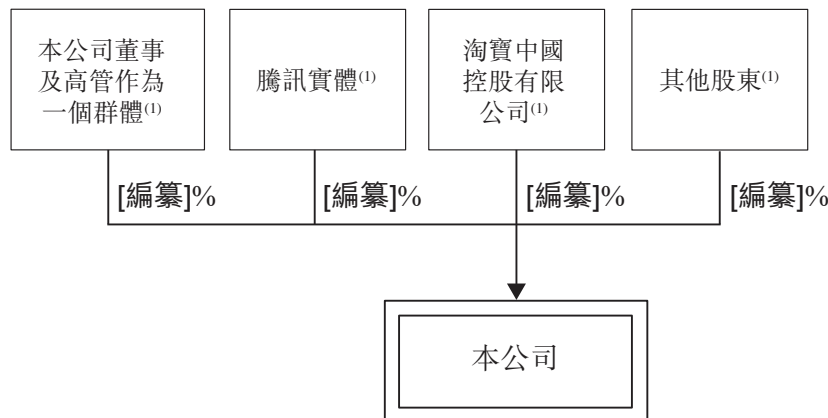 本公司董事
及高管作為
一個群體(1)
騰訊實體(1)
淘寶中國
控股有限
公司(1)
其他股東(1)
[編纂]%
[編纂]%
[編纂]%
[編纂]%
本公司